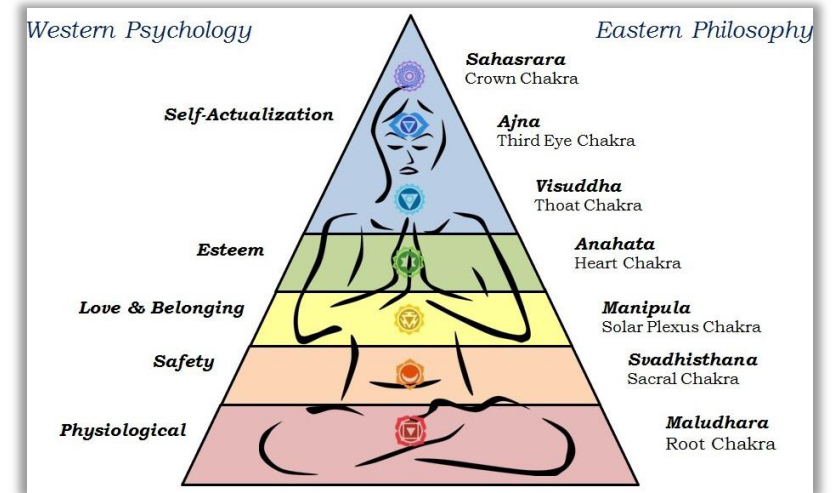 Western Psychology
Eastern Philosophy
Sahasrara
Crown Chakra
Self-Actualization
Ajna
Third Eye Chakra
Visuddha
Thoat Chakra
Esteem
Anahata
Heart Chakra
Love & Belonging
Manipula
Solar Plexus Chakra
Safety
Svadhisthana
Sacral Chakra
Physiological
Maludhara
Root Chakra